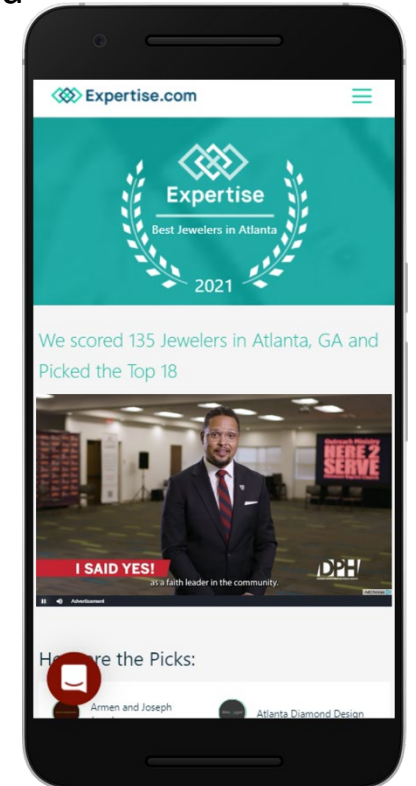 Expertise.com
Expertise
Best Jewelers in Atlanta
2021
We scored 135 Jewelers in Atlanta, GA and
Picked the Top 18
HERE 2
SERVE
I SAID YES!
DPH
as a faith leader in the community.
Advertisement
re the Picks:
Armen and Joseph
Atlanta Diamond Design